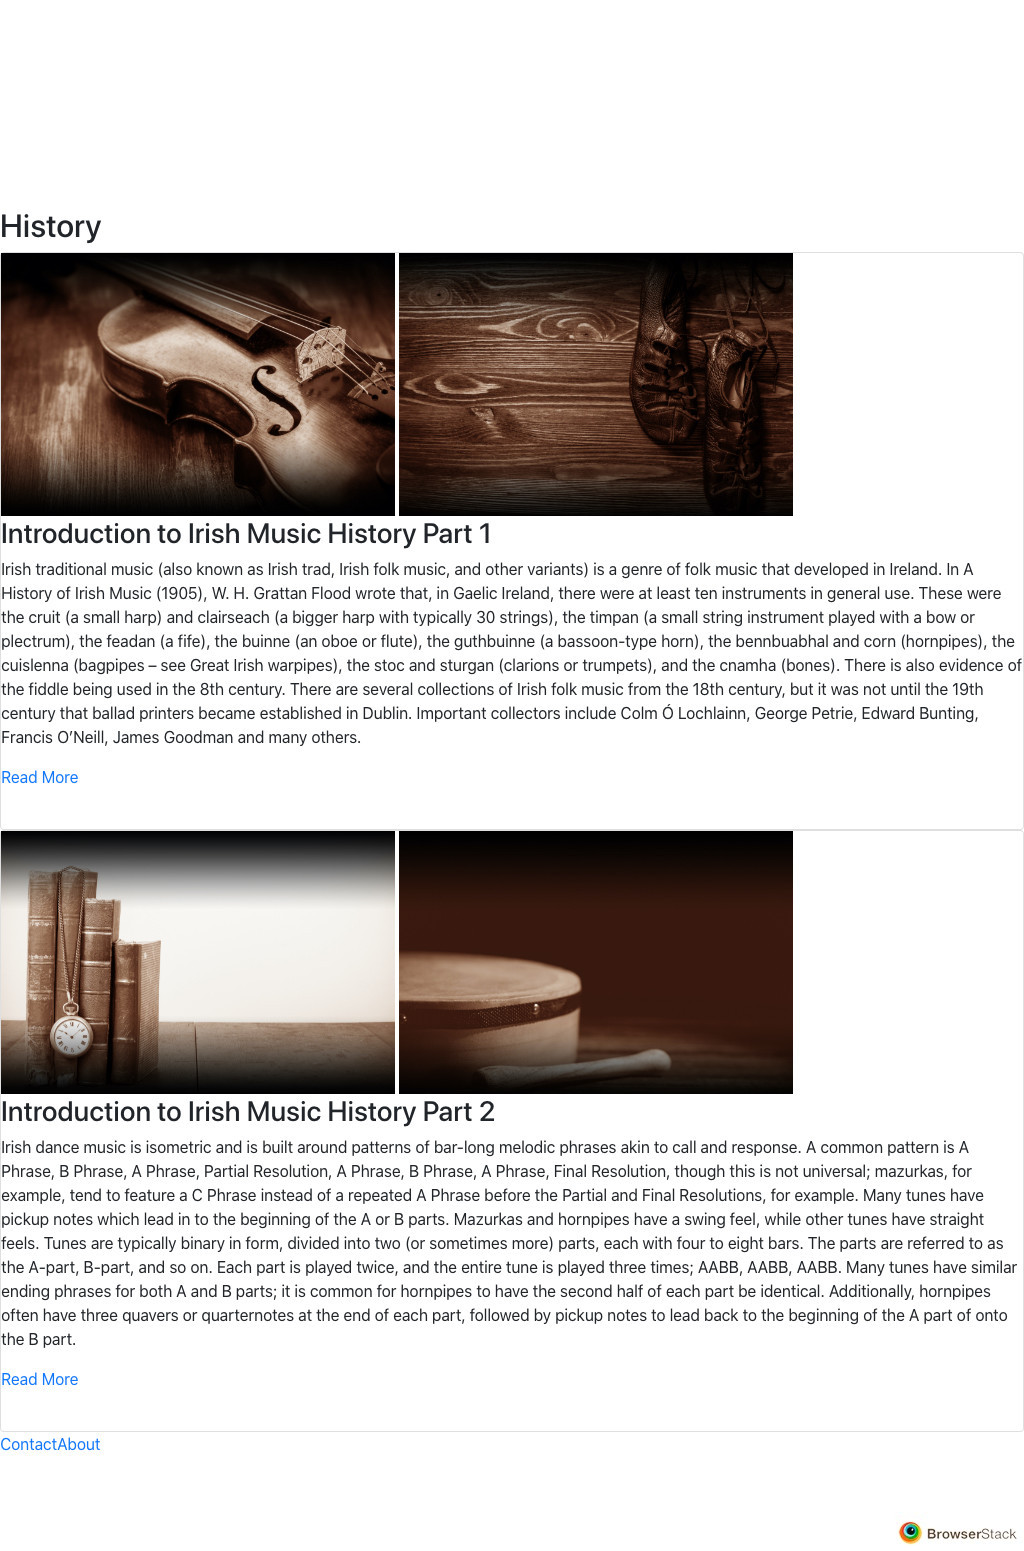 History
Introduction to Irish Music History Part 1
Irish traditional music (also known as Irish trad, Irish folk music, and other variants) is a genre of folk music that developed in Ireland. In A
History of Irish Music (1905), W. H. Grattan Flood wrote that, in Gaelic Ireland, there were at least ten instruments in general use. These were
the cruit (a small harp) and clairseach (a bigger harp with typically 30 strings), the timpan (a small string instrument played with a bow or
plectrum), the feadan (a fife), the buinne (an oboe or flute), the guthbuinne (a bassoon-type horn), the bennbuabhal and corn (hornpipes), the
cuislenna (bagpipes – see Great Irish warpipes), the stoc and sturgan (clarions or trumpets), and the cnamha (bones). There is also evidence of
the fiddle being used in the 8th century. There are several collections of Irish folk music from the 18th century, but it was not until the 19th
century that ballad printers became established in Dublin. Important collectors include Colm Ó Lochlainn, George Petrie, Edward Bunting,
Francis O’Neill, James Goodman and many others.
Read More
Introduction to Irish Music History Part 2
Irish dance music is isometric and is built around patterns of bar-long melodic phrases akin to call and response. A common pattern is A
Phrase, B Phrase, A Phrase, Partial Resolution, A Phrase, B Phrase, A Phrase, Final Resolution, though this is not universal; mazurkas, for
example, tend to feature a C Phrase instead of a repeated A Phrase before the Partial and Final Resolutions, for example. Many tunes have
pickup notes which lead in to the beginning of the A or B parts. Mazurkas and hornpipes have a swing feel, while other tunes have straight
feels. Tunes are typically binary in form, divided into two (or sometimes more) parts, each with four to eight bars. The parts are referred to as
the A-part, B-part, and so on. Each part is played twice, and the entire tune is played three times; AABB, AABB, AABB. Many tunes have similar
ending phrases for both A and B parts; it is common for hornpipes to have the second half of each part be identical. Additionally, hornpipes
often have three quavers or quarternotes at the end of each part, followed by pickup notes to lead back to the beginning of the A part of onto
the B part.
Read More
ContactAbout
BrowserStack